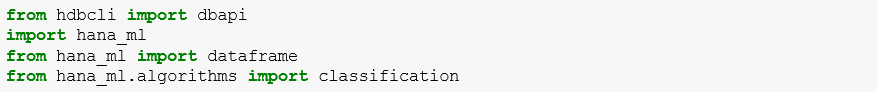 from hdbcli import dbapi
import hana_ml
from hana_ml import dataframe
from hana_ml.algorithms import classification